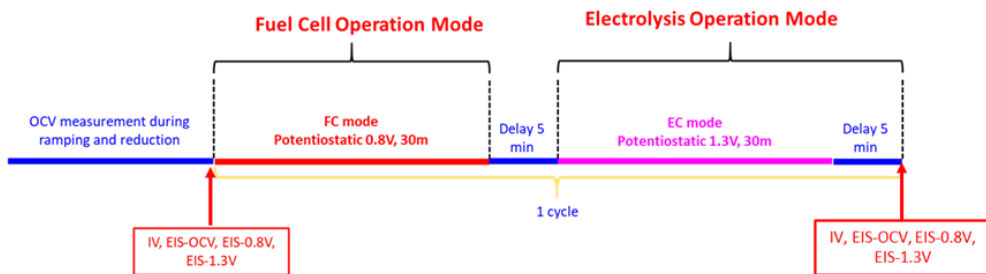 Fuel Cell Operation Mode
Electrolysis Operation Mode
OCV measurement during
ramping and reduction
FC mode
Potentiostatic 0.8V, 30m
Delay 5
min
EC mode
Potentiostatic 1.3V, 30m
Delay 5
min
1 cycle
IV, EIS-OCV, EIS-0.8V,
EIS-1.3V
IV, EIS-OCV, EIS-0.8V,
EIS-1.3V